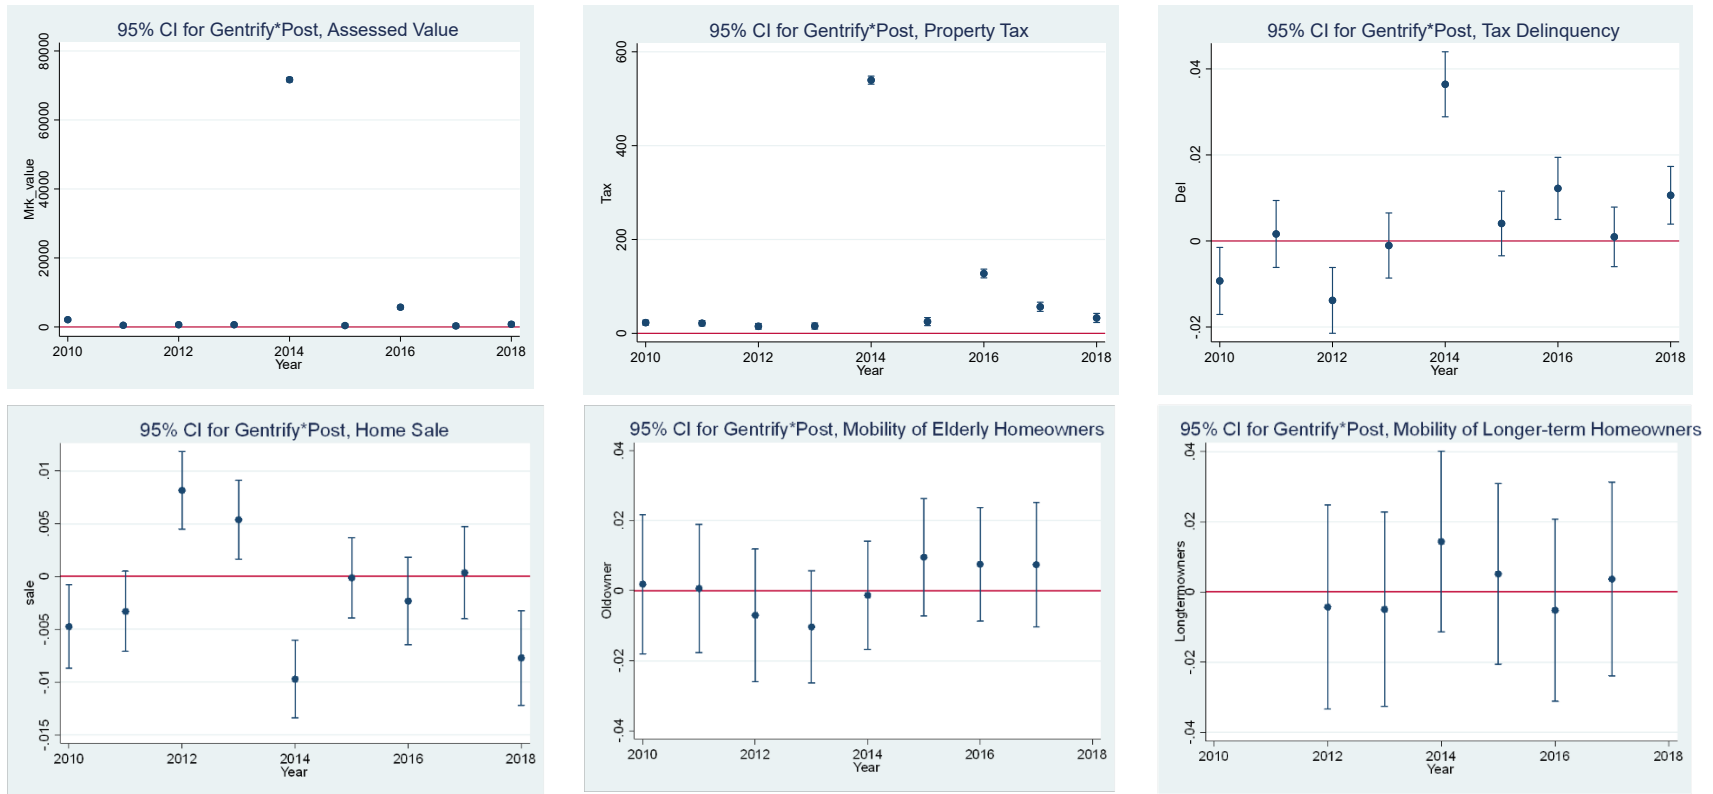 95% CI for Gentrify*Post, Assessed Value
80000
60000
40000
20000
0
Mrk_value
2010 2012 2014 2016 2018
Year
95% CI for Gentrify*Post, Property Tax
600
400
200
0
Tax
2010 2012 2014 2016 2018
Year
95% CI for Gentrify*Post, Tax Delinquency
.04
.02
0
-.02
Del
2010 2012 2014 2016 2018
Year
95% CI for Gentrify*Post, Home Sale
.01
.005
0
-.005
-.01
-.015
sale
2010 2012 2014 2016 2018
Year
95% CI for Gentrify*Post, Mobility of Elderly Homeowners
.04
.02
0
-.02
-.04
Oldowner
2010 2012 2014 2016 2018
Year
95% CI for Gentrify*Post, Mobility of Longer-term Homeowners
.04
.02
0
-.02
-.04
Longtermowners
2010 2012 2014 2016 2018
Year